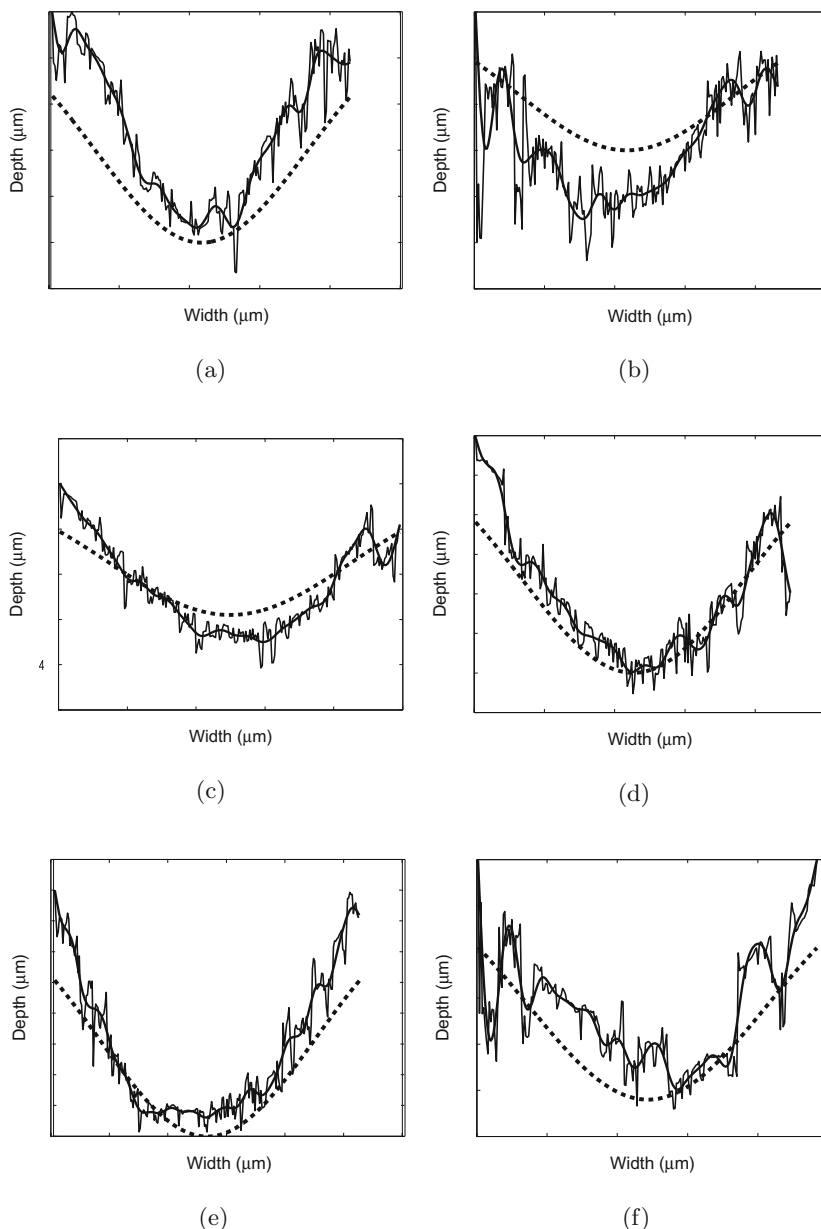 Depth (μm)
Width (μm)
(a)
Depth (μm)
Width (μm)
(b)
Depth (μm)
4
Width (μm)
(c)
Depth (μm)
Width (μm)
(d)
Depth (μm)
Width (μm)
(e)
Depth (μm)
Width (μm)
(f)